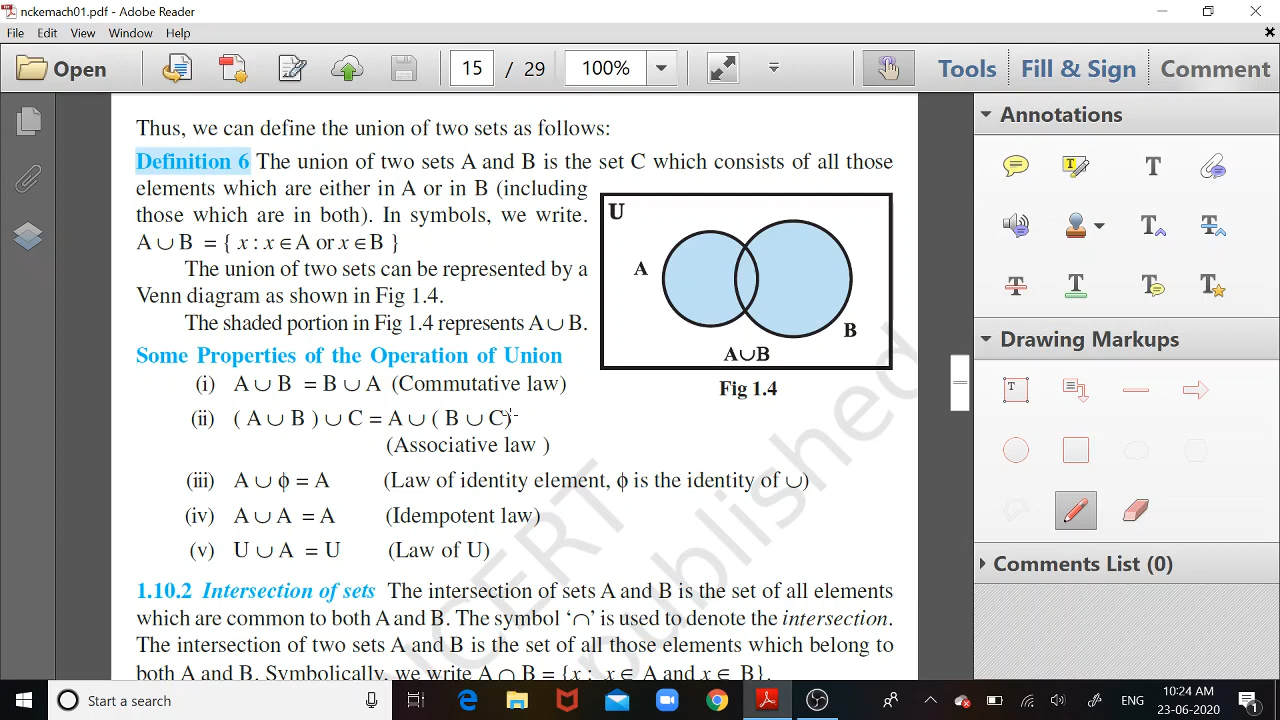 nckemach01.pdf - Adobe Reader
File Edit View Window Help
Open 15 / 29 100% Tools Fill & Sign Comment
Thus, we can define the union of two sets as follows:
Definition 6 The union of two sets A and B is the set C which consists of all those
elements which are either in A or in B (including
those which are in both). In symbols, we write.
A ∪ B = { x : x ∈ A or x ∈ B }
The union of two sets can be represented by a
Venn diagram as shown in Fig 1.4.
The shaded portion in Fig 1.4 represents A ∪ B.
U
A
B
A∪B
Fig 1.4
Some Properties of the Operation of Union
(i) A ∪ B = B ∪ A (Commutative law)
(ii) ( A ∪ B ) ∪ C = A ∪ ( B ∪ C)
(Associative law )
(iii) A ∪ φ = A (Law of identity element, φ is the identity of ∪)
(iv) A ∪ A = A (Idempotent law)
(v) U ∪ A = U (Law of U)
1.10.2 Intersection of sets The intersection of sets A and B is the set of all elements
which are common to both A and B. The symbol ‘∩’ is used to denote the intersection.
The intersection of two sets A and B is the set of all those elements which belong to
both A and B. Symbolically, we write A ∩ B = {x : x ∈ A and x ∈ B}.
published
Annotations
Drawing Markups
Comments List (0)
Start a search
ENG
10:24 AM
23-06-2020
1